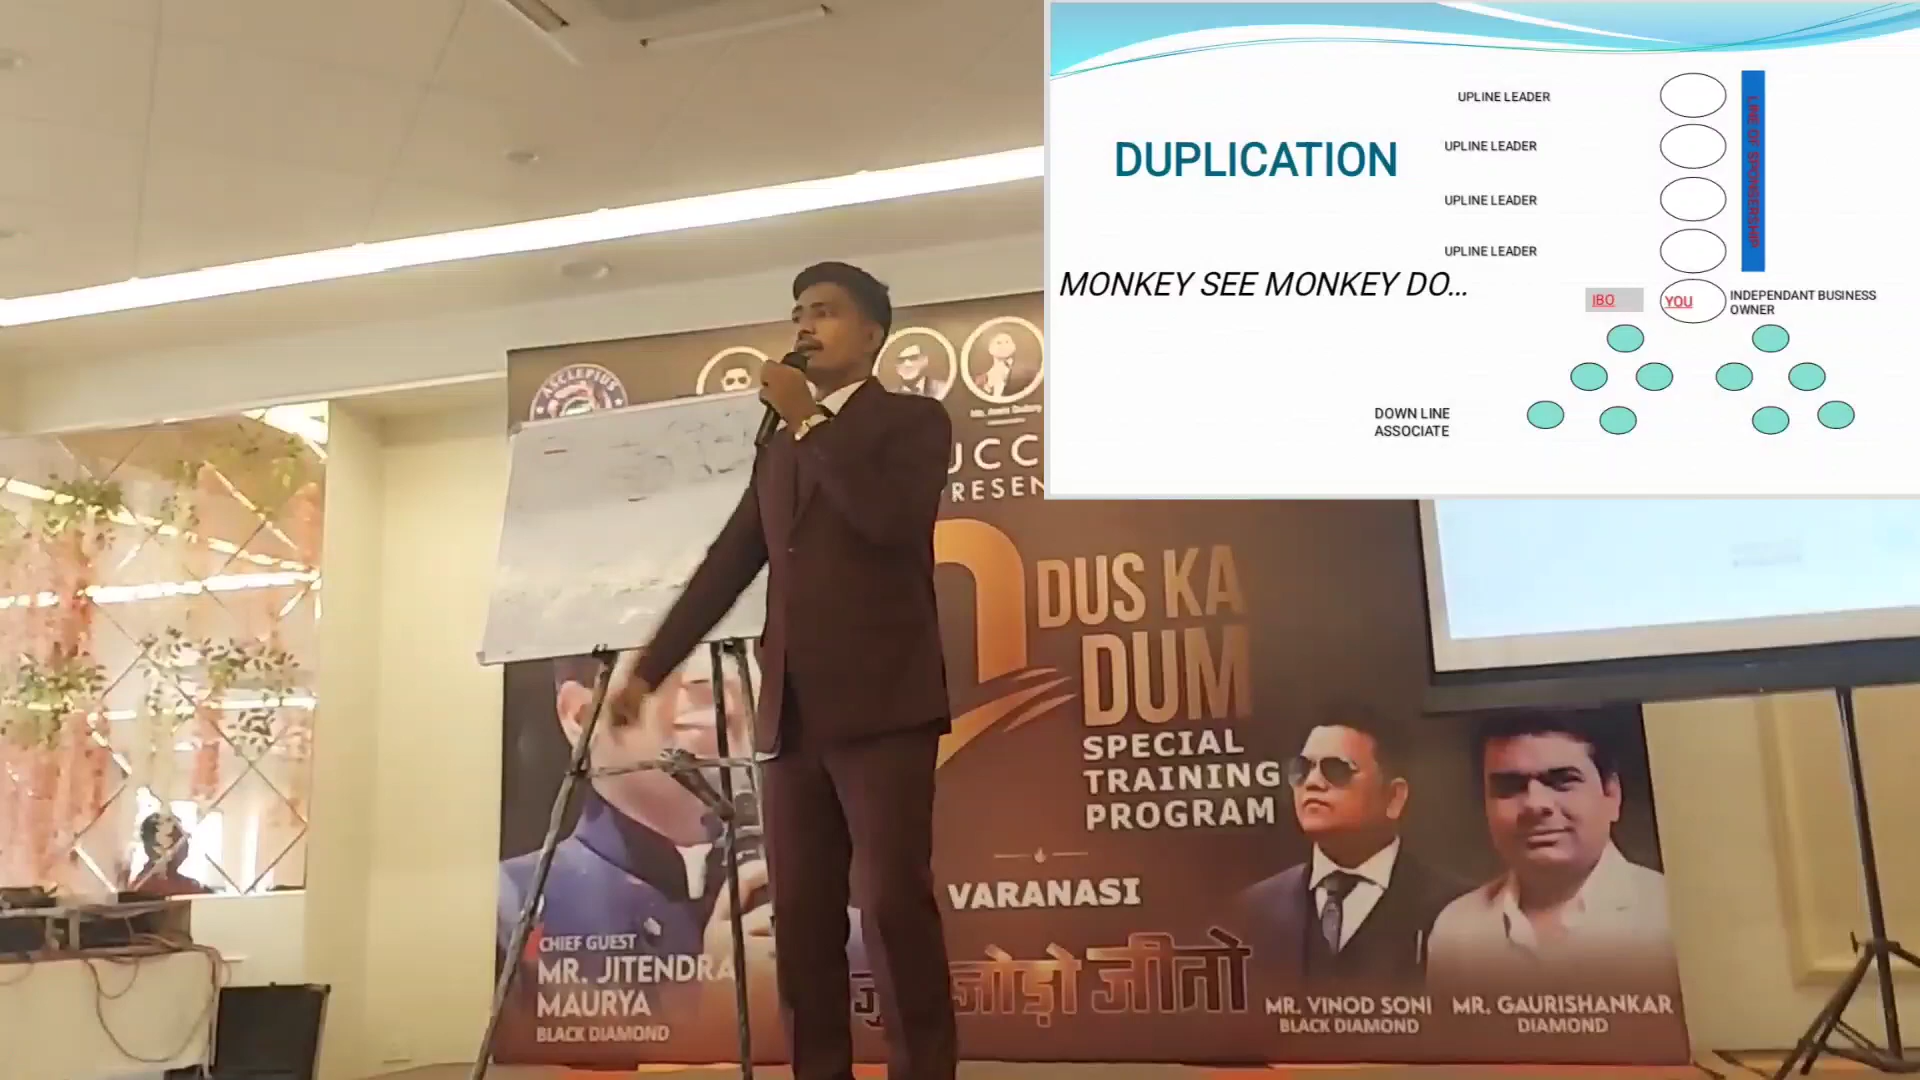 UPLINE LEADER
UPLINE LEADER
DUPLICATION
UPLINE LEADER
UPLINE LEADER
LINE OF SPONSERSHIP
MONKEY SEE MONKEY DO...
IBO
YOU
INDEPENDANT BUSINESS
OWNER
DOWN LINE
ASSOCIATE
ASCLEPIUS
UCC
RESEN
DUS KA
DUM
SPECIAL
TRAINING
PROGRAM
VARANASI
जोड़ो जीतो
CHIEF GUEST
MR. JITENDRA
MAURYA
BLACK DIAMOND
MR. VINOD SONI
BLACK DIAMOND
MR. GAURISHANKAR
DIAMOND